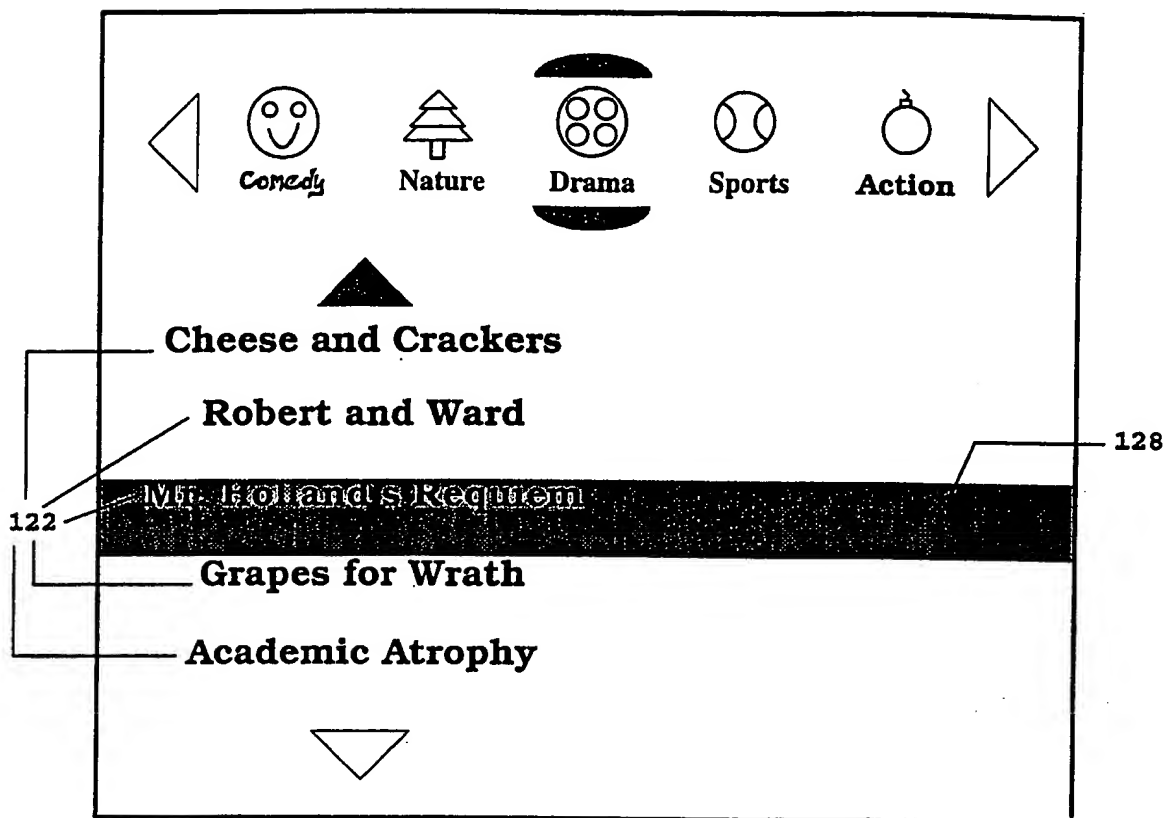 Comedy Nature Drama Sports Action
Cheese and Crackers
Robert and Ward
128
Mr. Holland's Requiem
122
Grapes for Wrath
Academic Atrophy